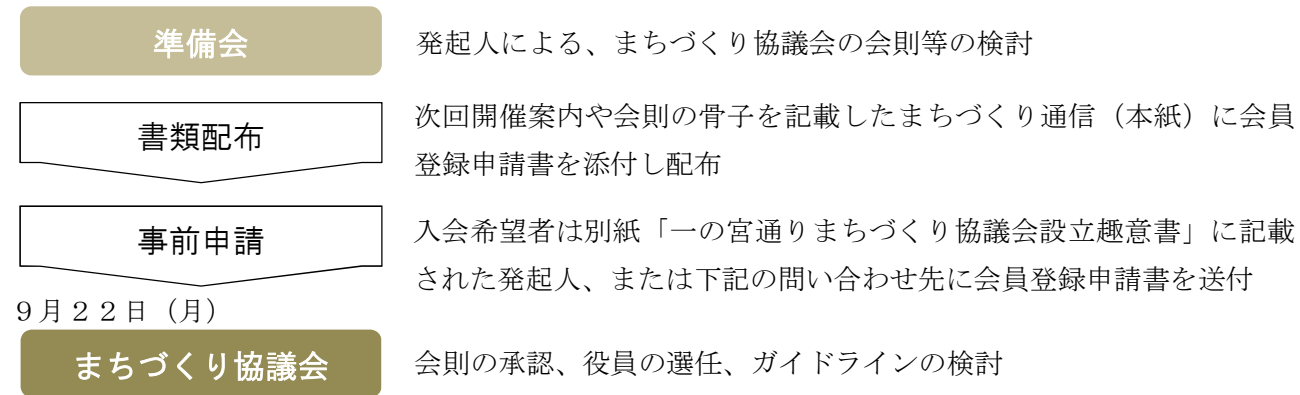 準備会
発起人による、まちづくり協議会の会則等の検討
書類配布
次回開催案内や会則の骨子を記載したまちづくり通信（本紙）に会員
登録申請書を添付し配布
事前申請
入会希望者は別紙「一の宮通りまちづくり協議会設立趣意書」に記載
された発起人、または下記の問い合わせ先に会員登録申請書を送付
９月２２日（月）
まちづくり協議会
会則の承認、役員の選任、ガイドラインの検討